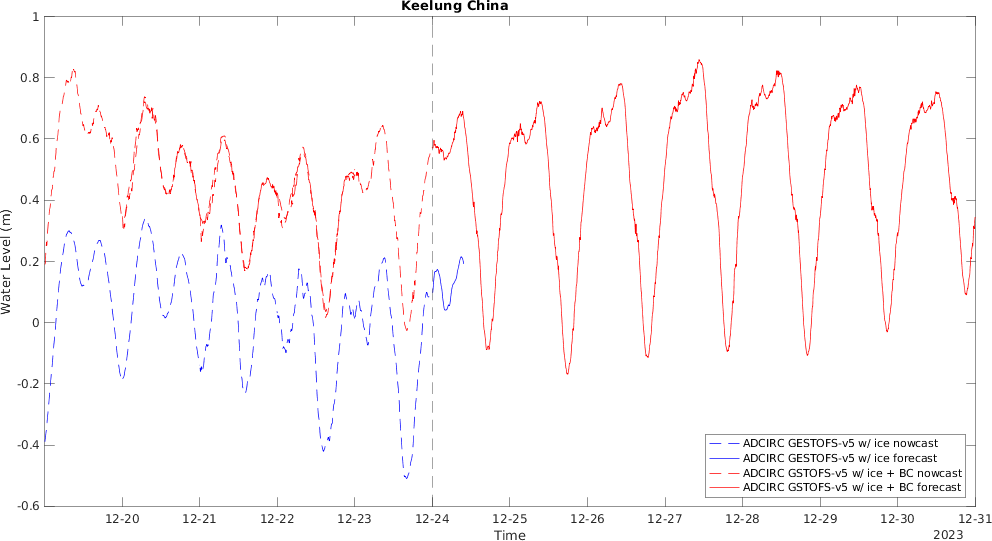 Keelung China
1
0.8
0.6
0.4
0.2
0
-0.2
-0.4
-0.6
Water Level (m)
ADCIRC GESTOFS-v5 w/ ice nowcast
ADCIRC GESTOFS-v5 w/ ice forecast
ADCIRC GSTOFS-v5 w/ ice + BC nowcast
ADCIRC GSTOFS-v5 w/ ice + BC forecast
12-20 12-21 12-22 12-23 12-24 12-25 12-26 12-27 12-28 12-29 12-30 12-31
Time
2023